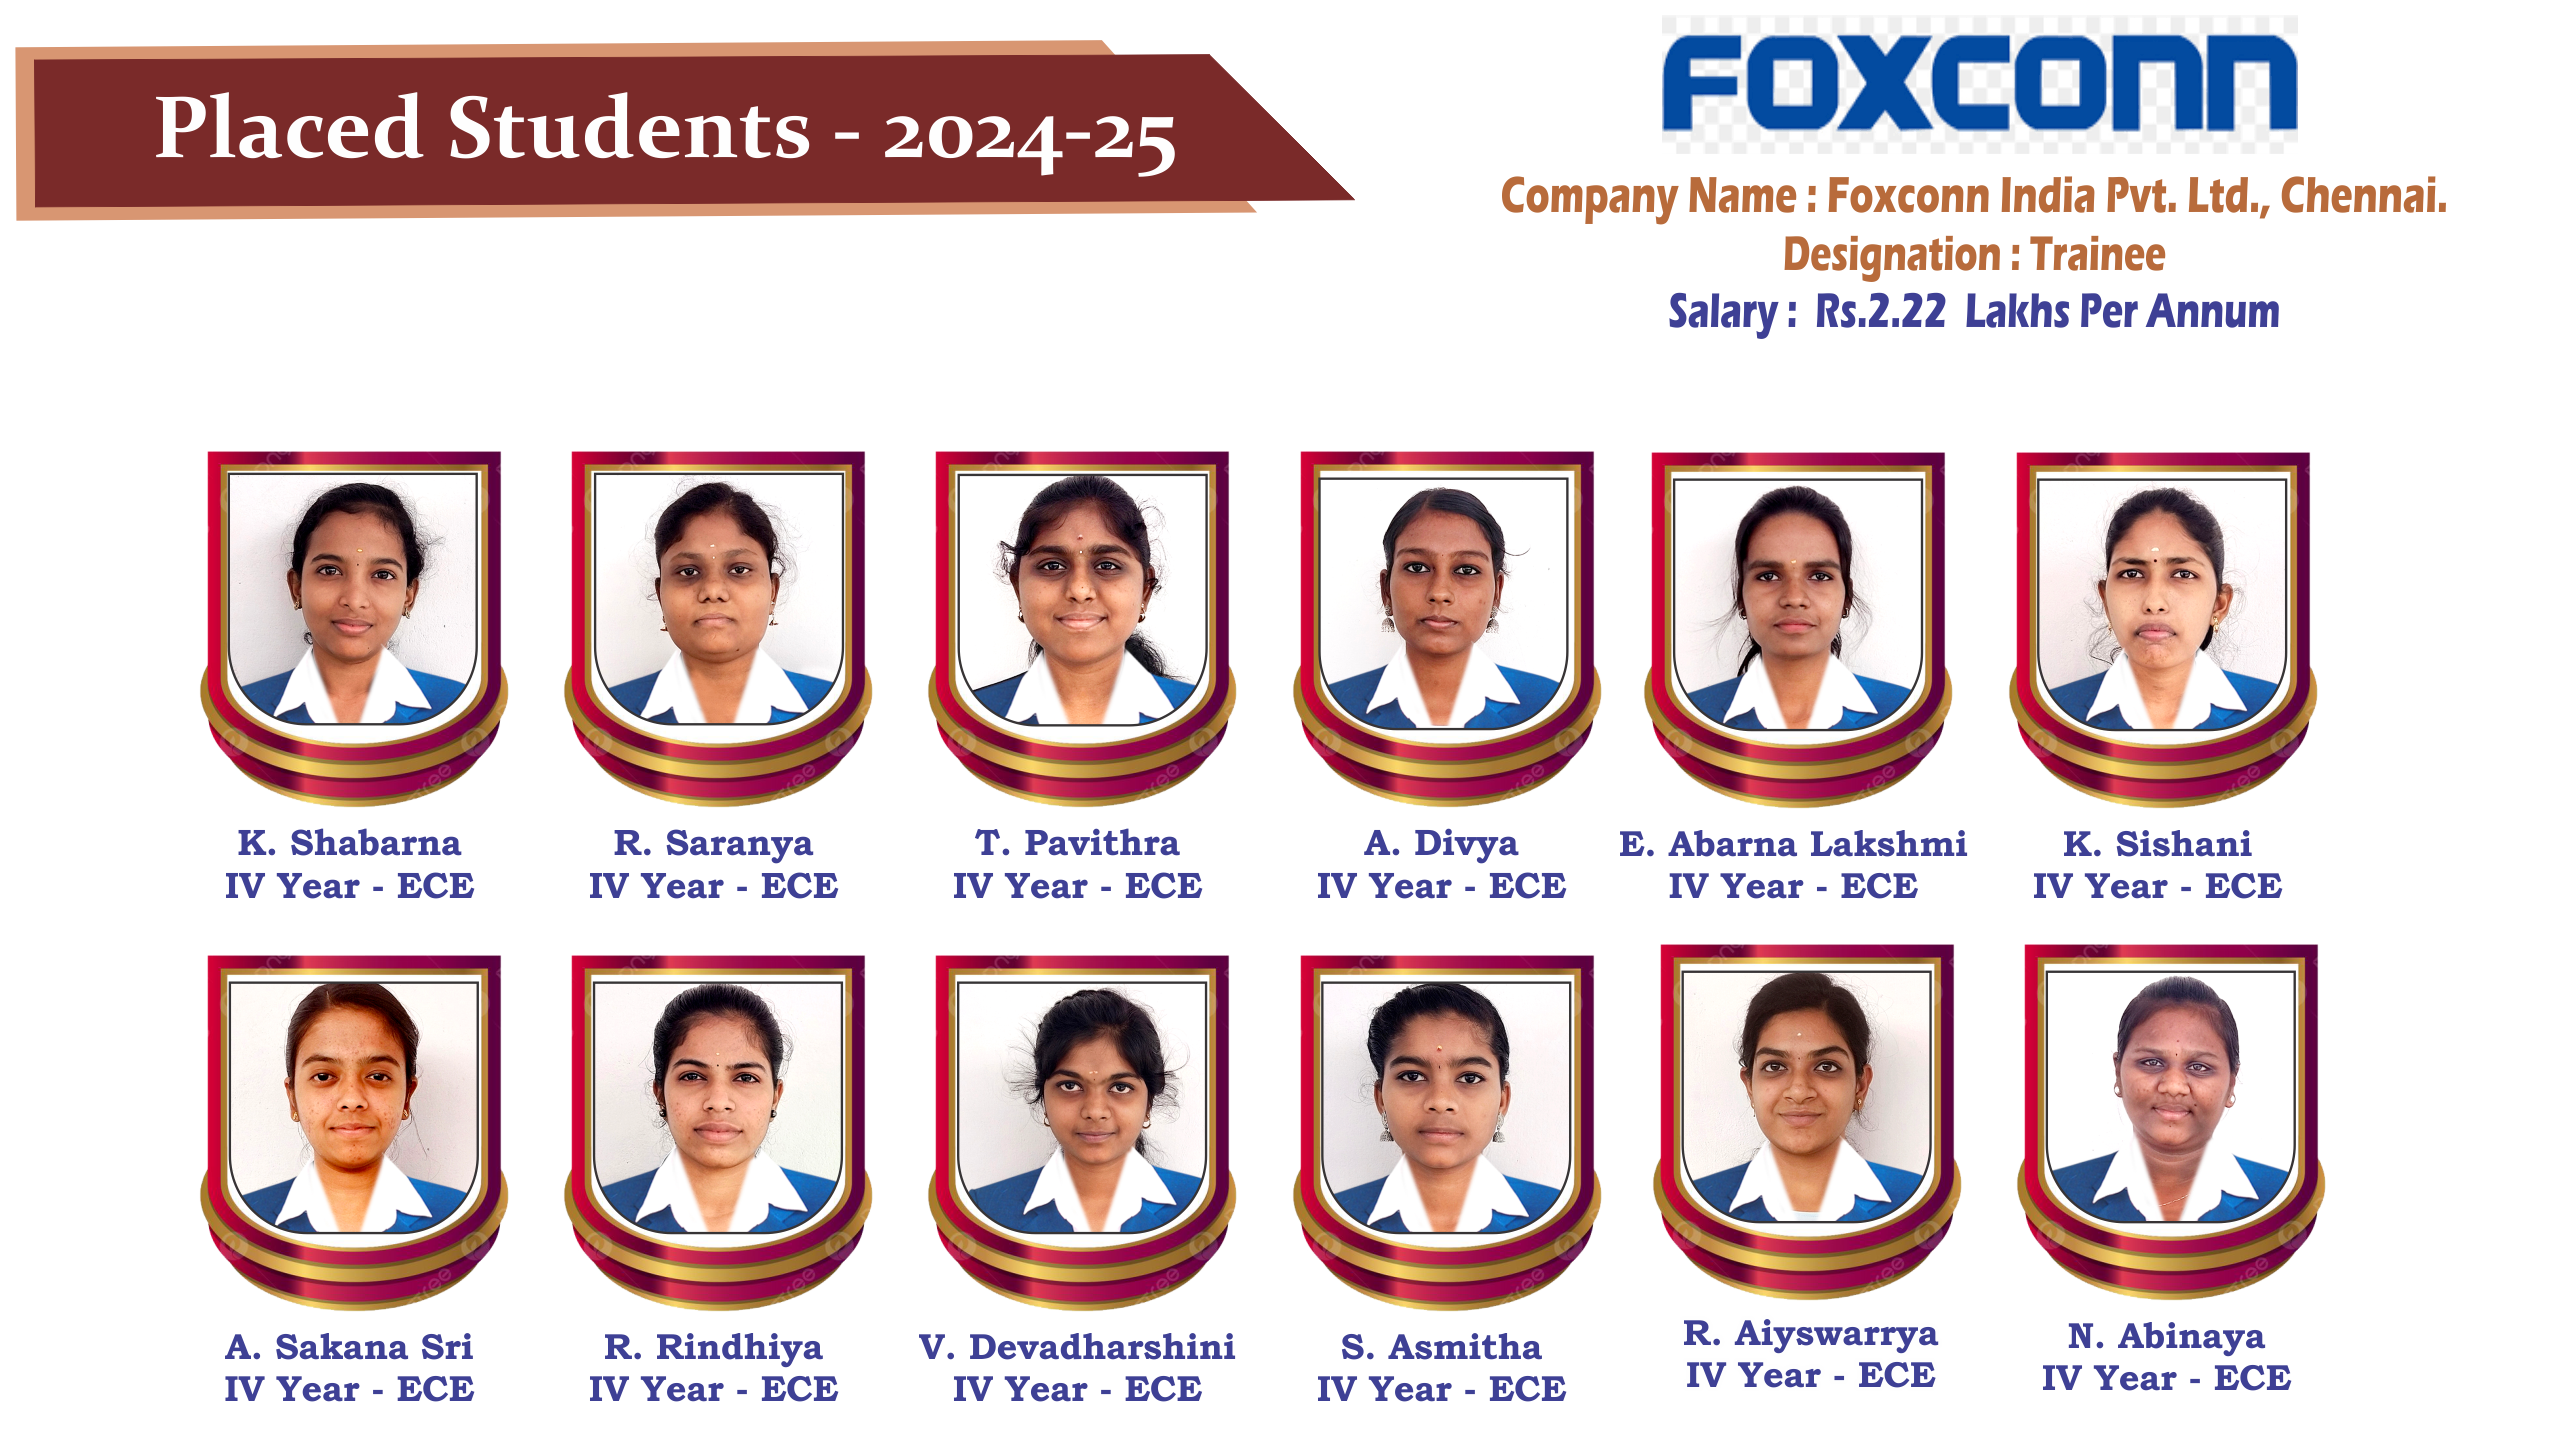 Placed Students - 2024-25
FOXCONN
Company Name : Foxconn India Pvt. Ltd., Chennai.
Designation : Trainee
Salary : Rs.2.22 Lakhs Per Annum
K. Shabarna
IV Year - ECE
R. Saranya
IV Year - ECE
T. Pavithra
IV Year - ECE
A. Divya
IV Year - ECE
E. Abarna Lakshmi
IV Year - ECE
K. Sishani
IV Year - ECE
A. Sakana Sri
IV Year - ECE
R. Rindhiya
IV Year - ECE
V. Devadharshini
IV Year - ECE
S. Asmitha
IV Year - ECE
R. Aiyswarrya
IV Year - ECE
N. Abinaya
IV Year - ECE